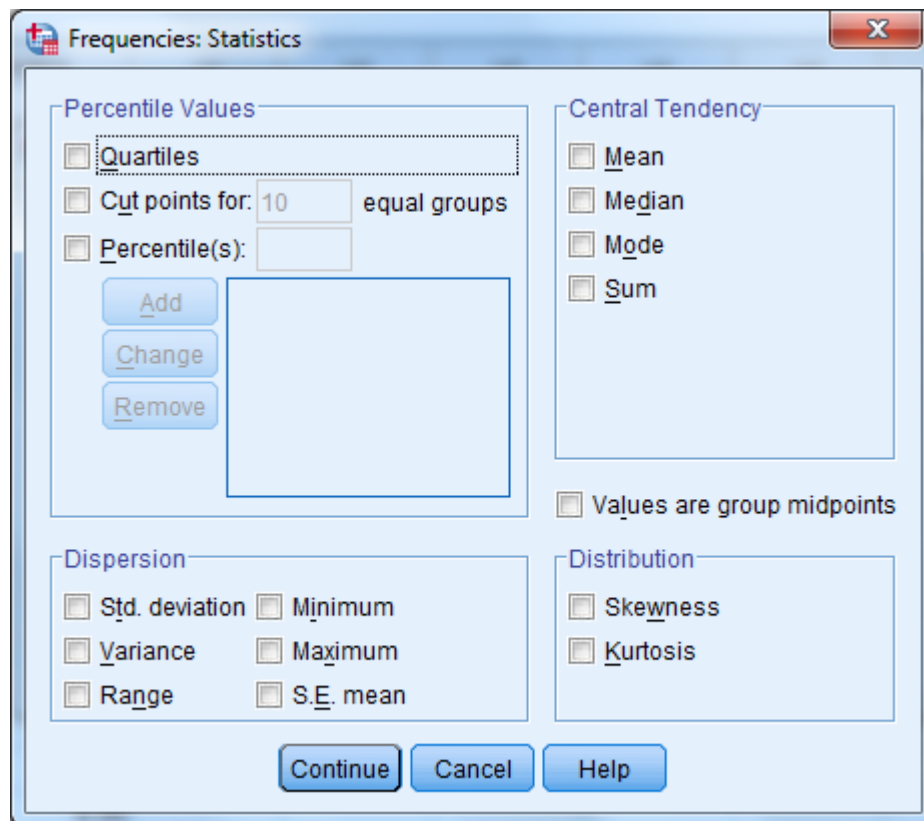 Frequencies: Statistics
Percentile Values
Quartiles
Cut points for: 10 equal groups
Percentile(s):
Add
Change
Remove
Central Tendency
Mean
Median
Mode
Sum
Values are group midpoints
Dispersion
Std. deviation Minimum
Variance Maximum
Range S.E. mean
Distribution
Skewness
Kurtosis
Continue Cancel Help